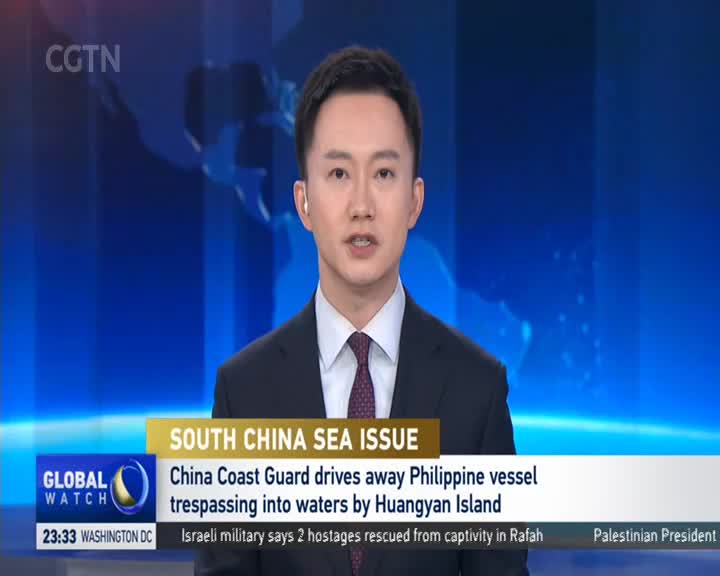 CGTN
SOUTH CHINA SEA ISSUE
China Coast Guard drives away Philippine vessel
trespassing into waters by Huangyan Island
GLOBAL
WATCH
23:33 WASHINGTON DC
Israeli military says 2 hostages rescued from captivity in Rafah Palestinian President